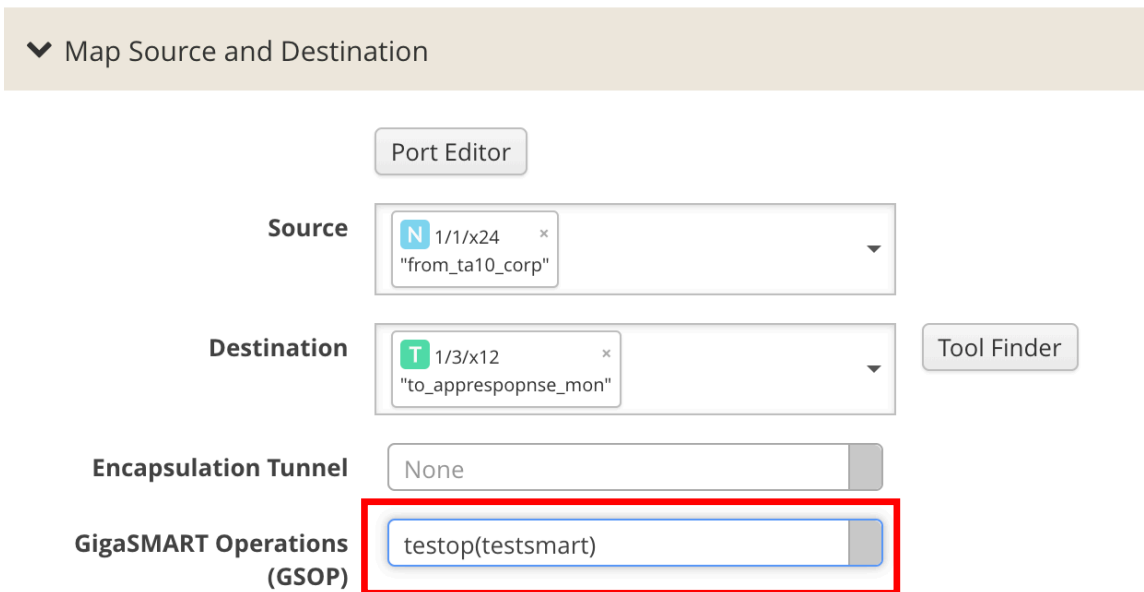 Map Source and Destination
Port Editor
Source
N 1/1/x24 ×
"from_ta10_corp"
Destination
T 1/3/x12 ×
"to_apprespopnse_mon"
Tool Finder
Encapsulation Tunnel
None
GigaSMART Operations
(GSOP)
testop(testsmart)